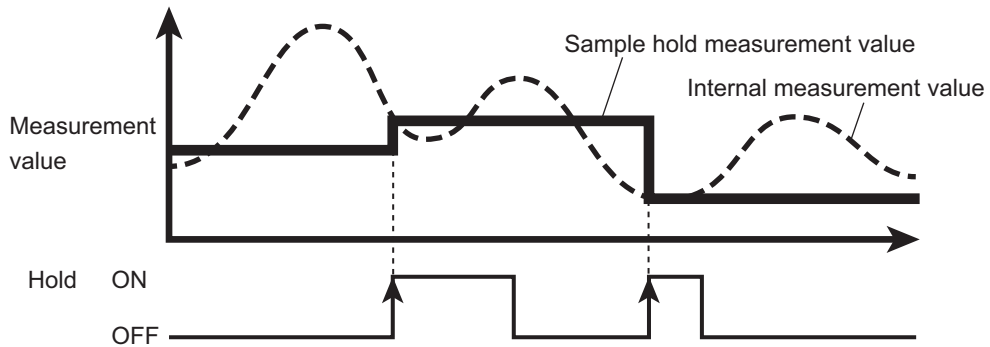 Sample hold measurement value
Internal measurement value
Measurement
value
Hold ON
OFF